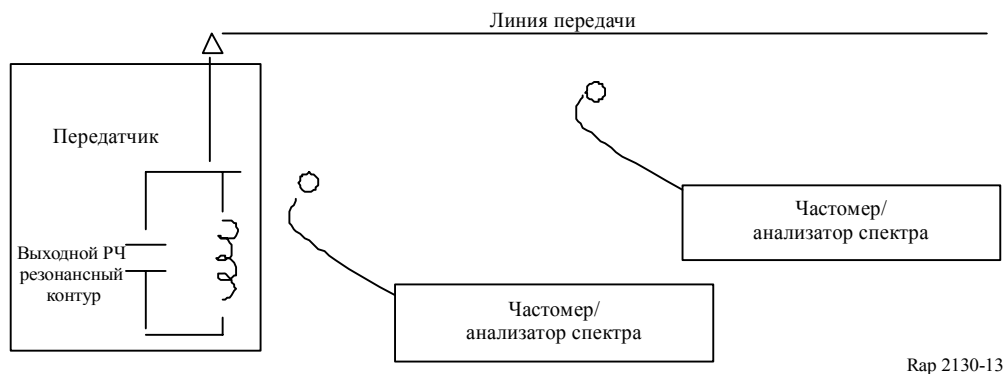 Линия передачи
Передатчик
Выходной РЧ
резонансный
контур
Частомер/
анализатор спектра
Частомер/
анализатор спектра
Rap 2130-13